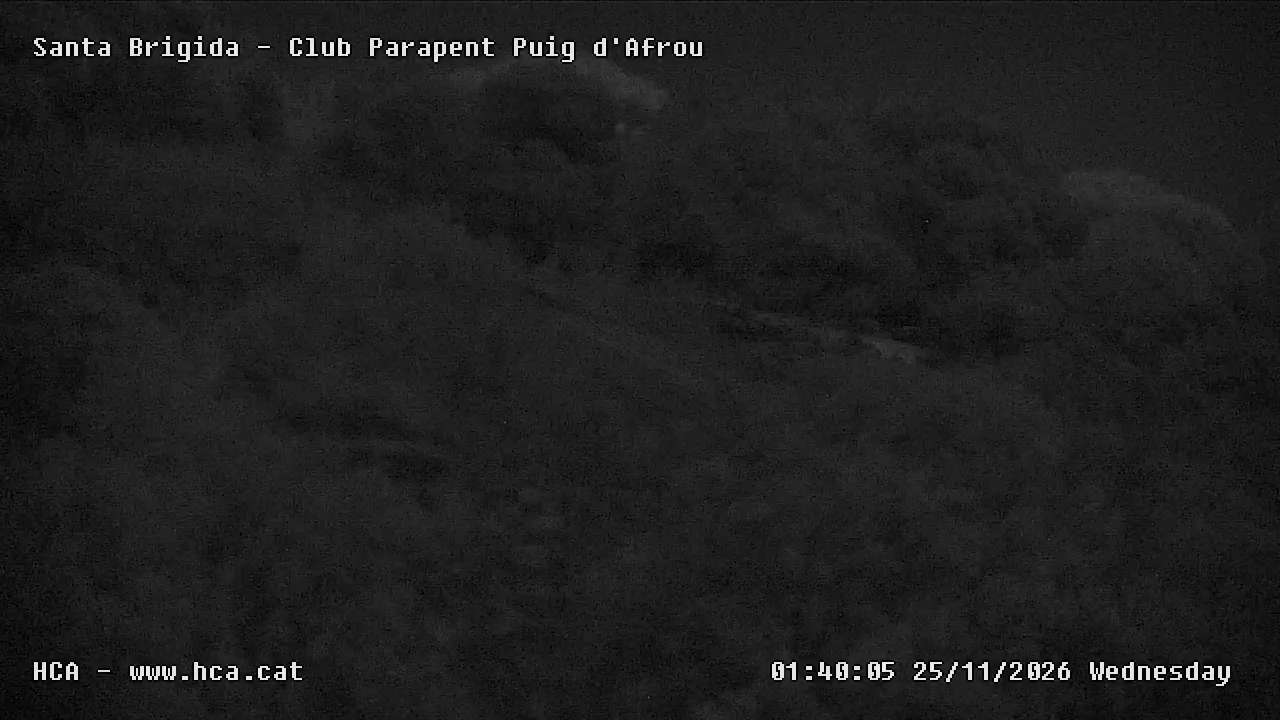 Santa Brigida - Club Parapent Puig d'Afrou
HCA - www.hca.cat
01:40:05 25/11/2026 Wednesday